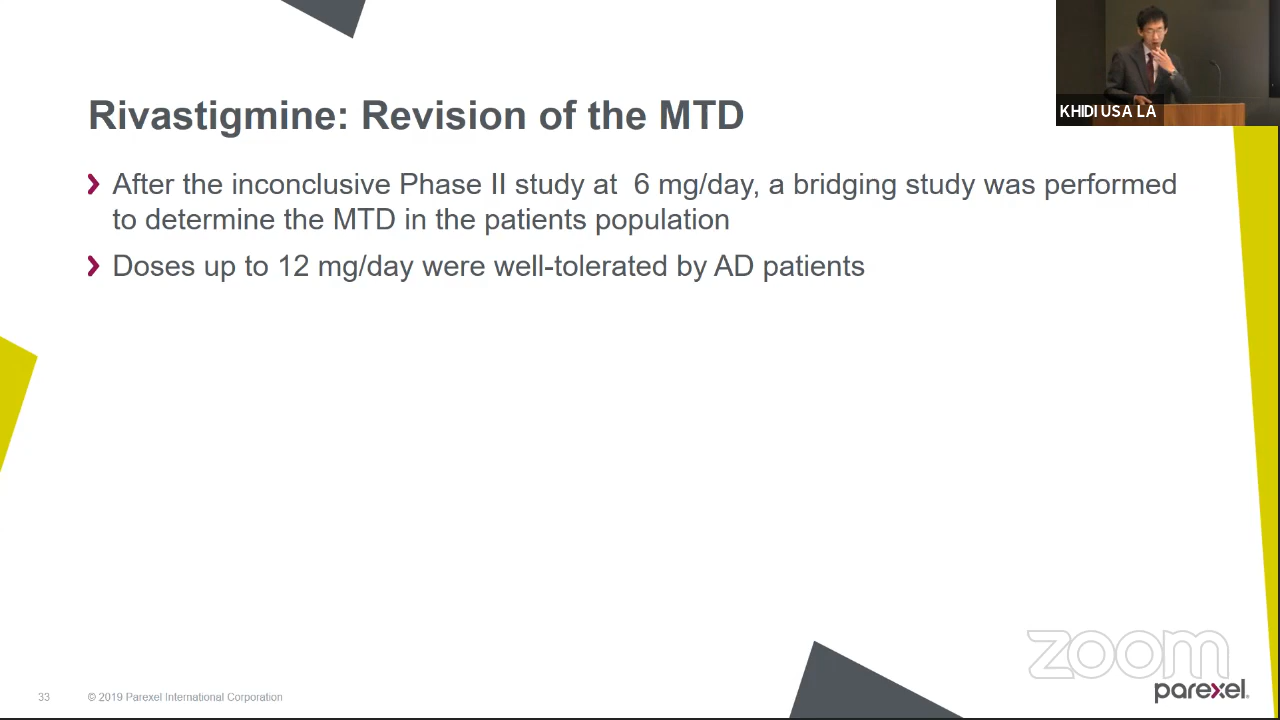 KHIDI USA LA
Rivastigmine: Revision of the MTD
After the inconclusive Phase II study at  6 mg/day, a bridging study was performed
to determine the MTD in the patients population
Doses up to 12 mg/day were well-tolerated by AD patients
zoom
parexel.
33
© 2019 Parexel International Corporation